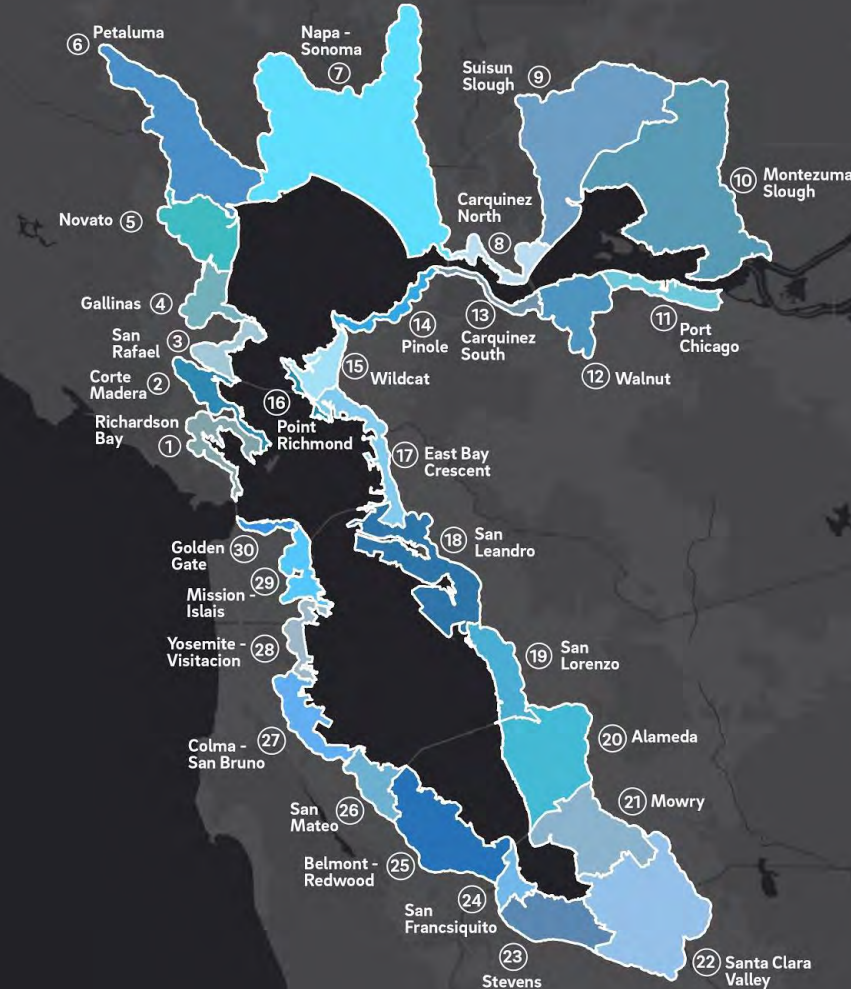 6 Petaluma
Napa -
Sonoma
7
Suisun
Slough
9
10 Montezuma
Slough
Novato 5
Carquinez
North
8
Gallinas 4
San
Rafael
3
Corte
Madera
2
Richardson
Bay
1
14
Pinole
13
Carquinez
South
11
Port
Chicago
12 Walnut
15
Wildcat
16
Point
Richmond
17 East Bay
Crescent
18 San
Leandro
Golden
Gate
30
29
Mission -
Islais
Yosemite -
Visitacion
28
19 San
Lorenzo
20 Alameda
Colma -
San Bruno
27
21 Mowry
San
Mateo
26
Belmont -
Redwood
25
24
San
Francsiquito
23
Stevens
22 Santa Clara
Valley